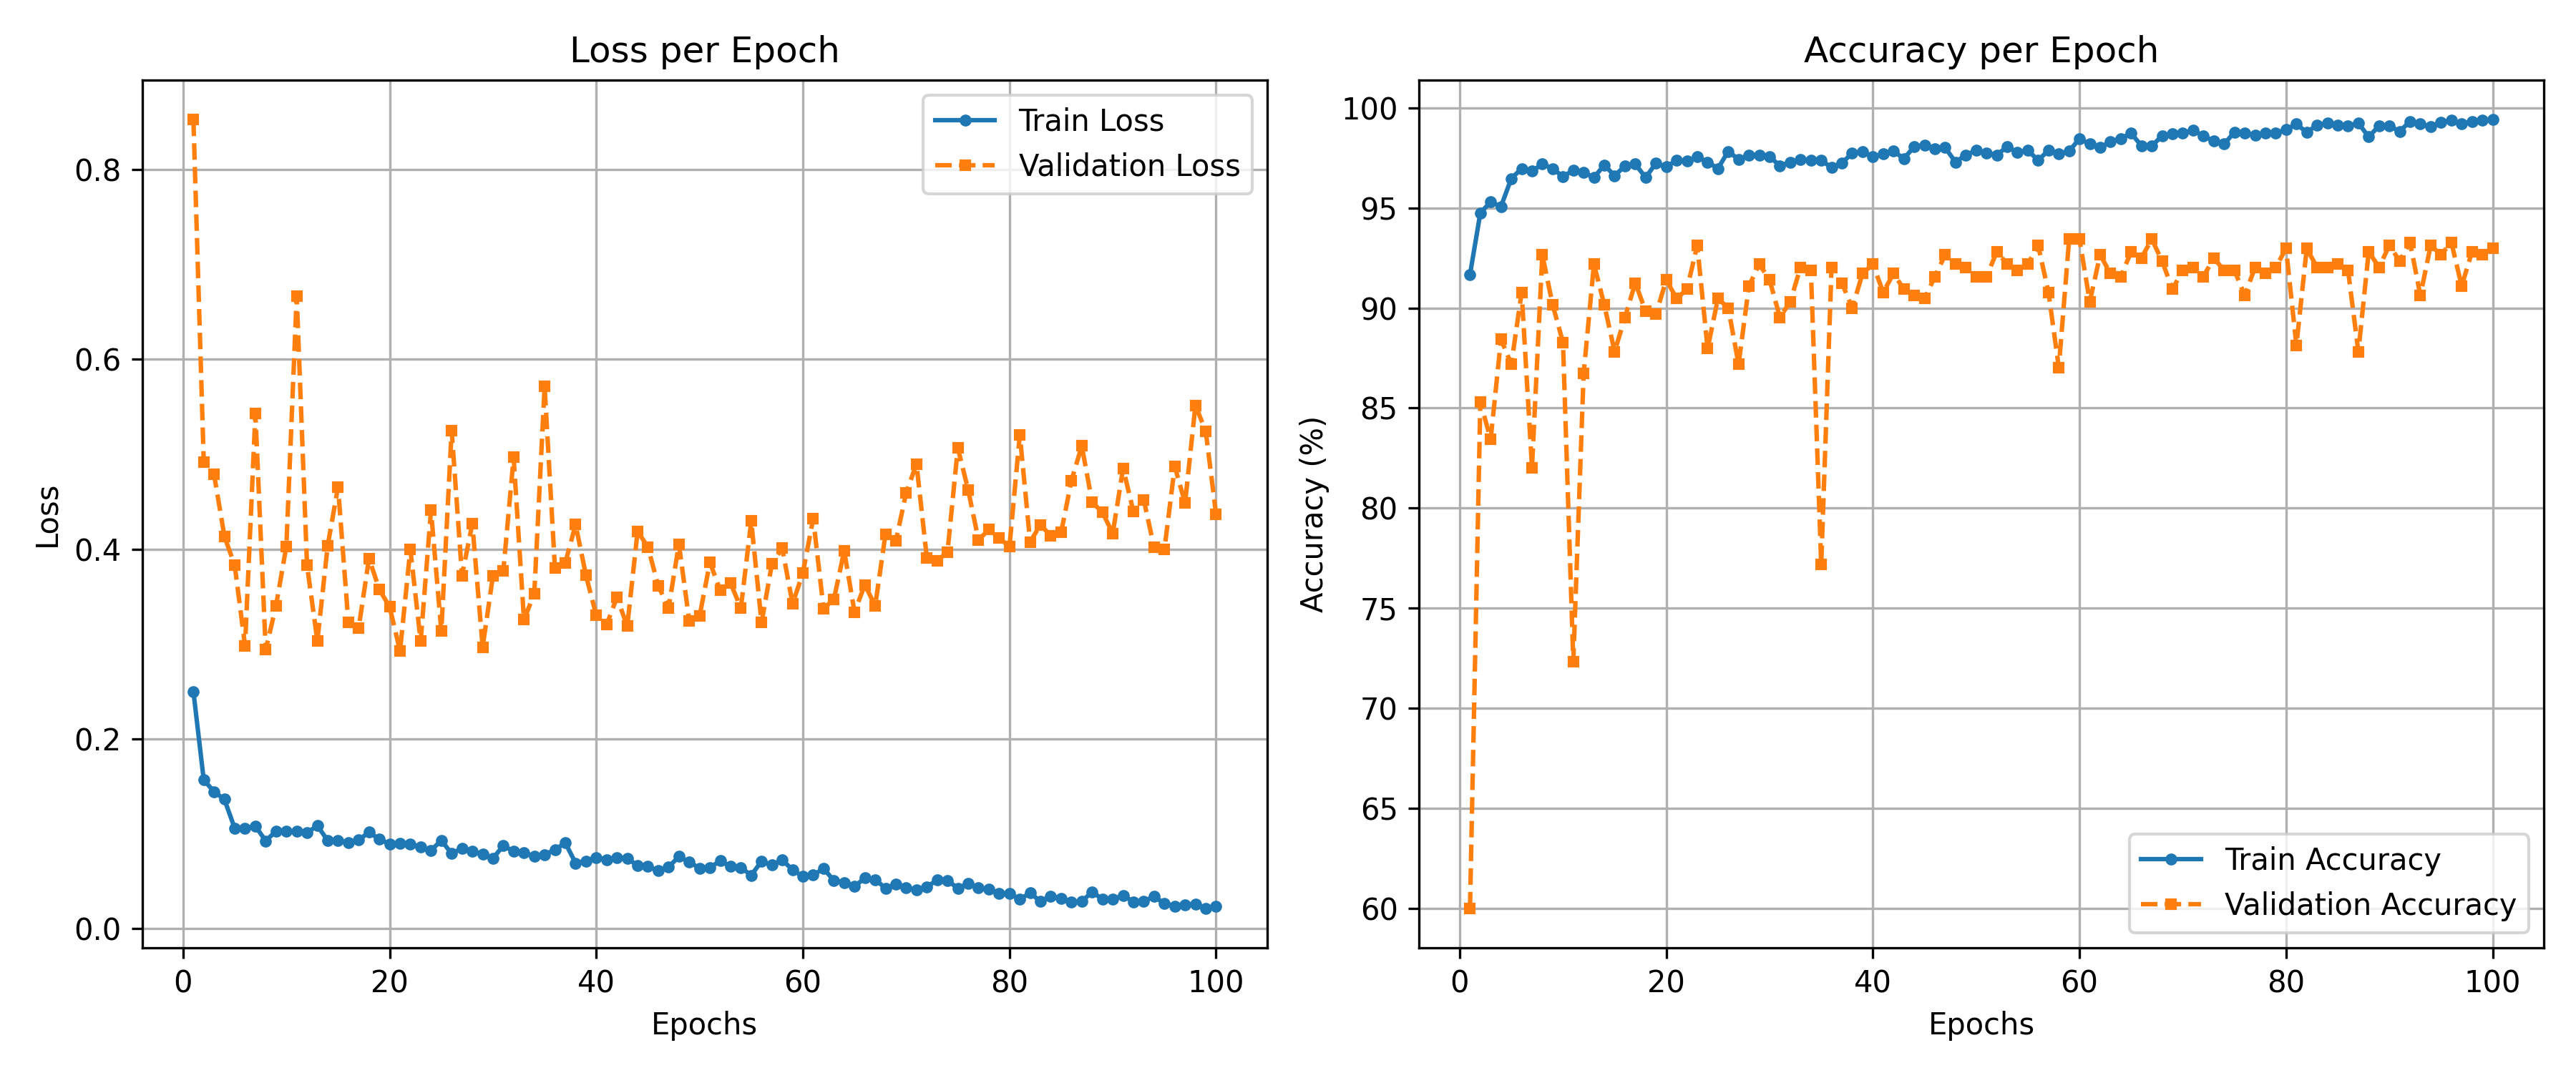 Loss per Epoch
Train Loss
Validation Loss
Loss
0.8
0.6
0.4
0.2
0.0
0 20 40 60 80 100
Epochs
Accuracy per Epoch
Accuracy (%)
100
95
90
85
80
75
70
65
60
Train Accuracy
Validation Accuracy
0 20 40 60 80 100
Epochs